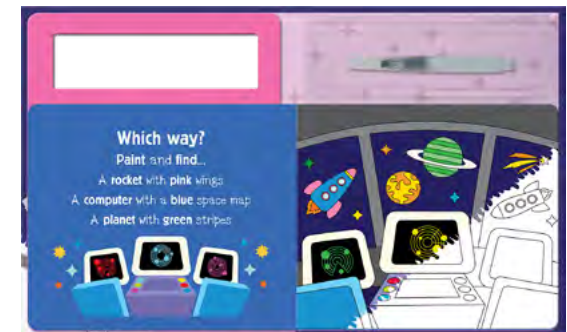 Which way?
Paint and find...
A rocket with pink wings
A computer with a blue space map
A planet with green stripes